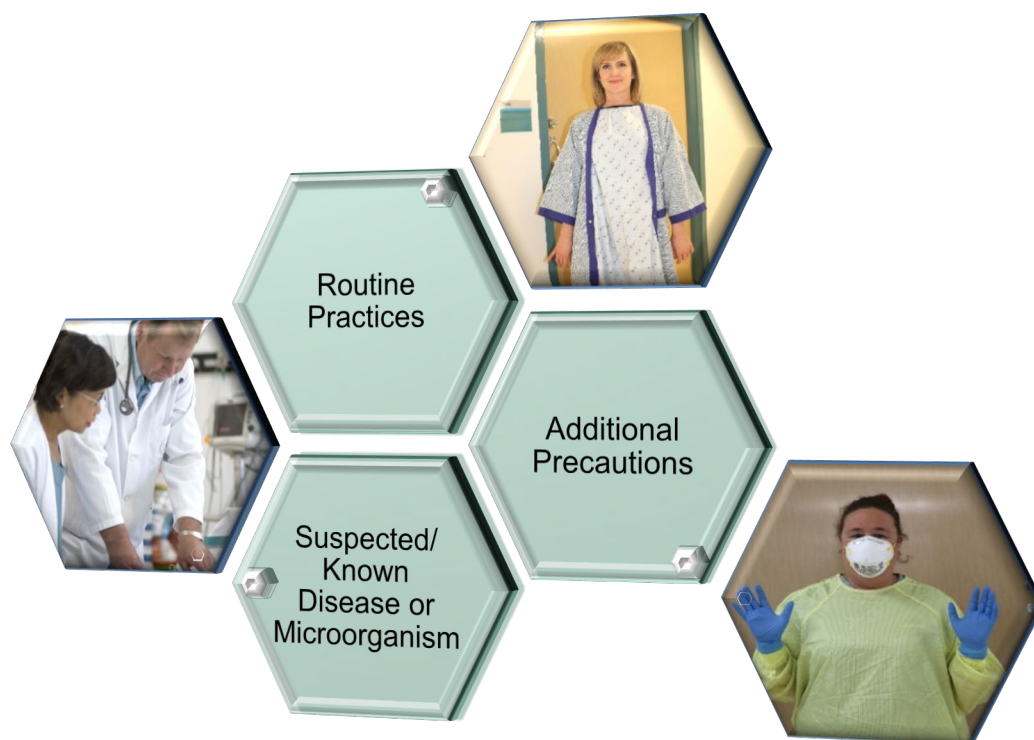 Routine
Practices
Additional
Precautions
Suspected/
Known
Disease or
Microorganism